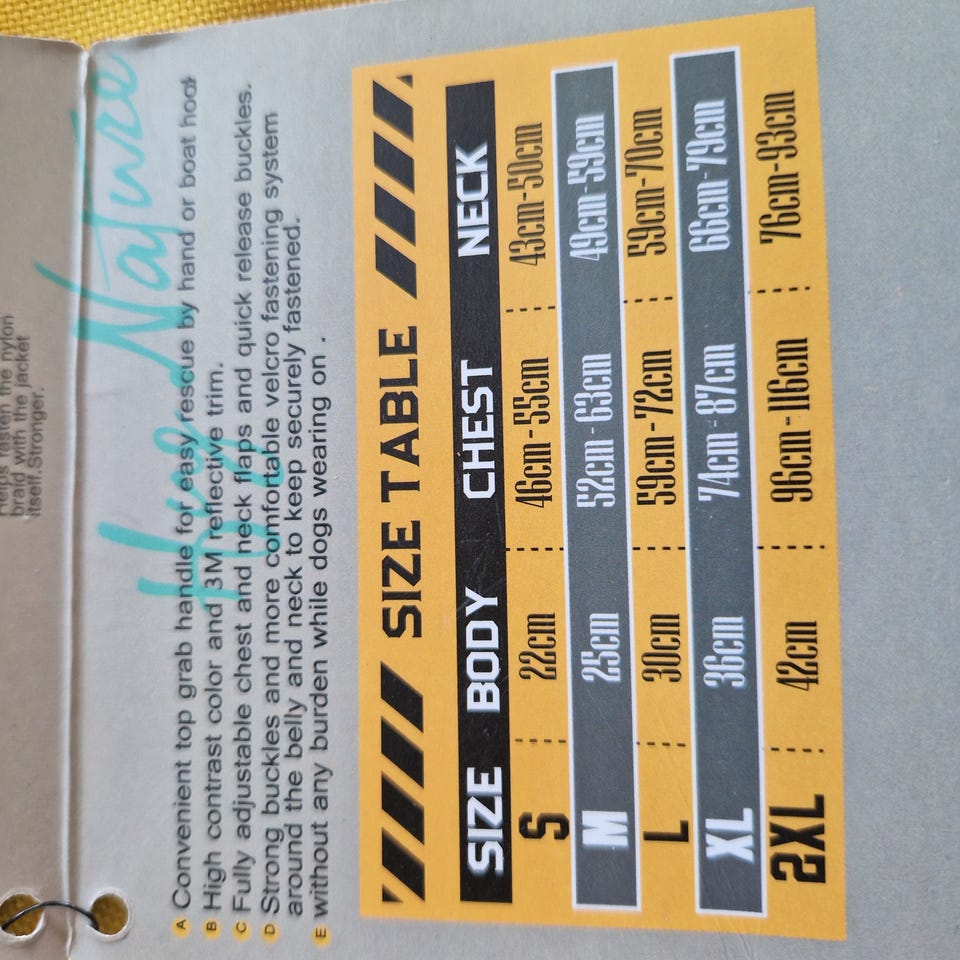 Helps fasten the nylon
braid with the jacket
itself.Stronger.
Hug Nature
A Convenient top grab handle for easy rescue by hand or boat hook
B High contrast color and 3M reflective trim.
C Fully adjustable chest and neck flaps and quick release buckles.
D Strong buckles and more comfortable velcro fastening system
around the belly and neck to keep securely fastened.
E without any burden while dogs wearing on .
SIZE TABLE
SIZE BODY CHEST NECK
S 22cm 46cm-55cm 43cm-50cm
M 25cm 52cm-63cm 49cm-59cm
L 30cm 59cm-72cm 59cm-70cm
XL 36cm 74cm-87cm 66cm-79cm
2XL 42cm 96cm-116cm 76cm-93cm